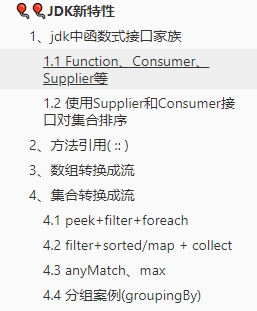 🎈🎈JDK新特性
1、jdk中函数式接口家族
1.1 Function、Consumer、
Supplier等
1.2 使用Supplier和Consumer接
口对集合排序
2、方法引用( :: )
3、数组转换成流
4、集合转换成流
4.1 peek+filter+foreach
4.2 filter+sorted/map + collect
4.3 anyMatch、max
4.4 分组案例(groupingBy)